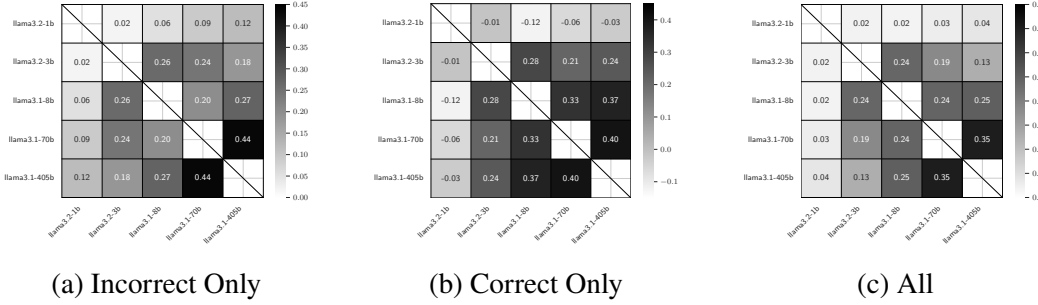 llama3.2-1b 0.02 0.06 0.09 0.12
llama3.2-3b 0.02 0.26 0.24 0.18
llama3.1-8b 0.06 0.26 0.20 0.27
llama3.1-70b 0.09 0.24 0.20 0.44
llama3.1-405b 0.12 0.18 0.27 0.44
llama3.2-1b llama3.2-3b llama3.1-8b llama3.1-70b llama3.1-405b
0.45
0.40
0.35
0.30
0.25
0.20
0.15
0.10
0.05
0.00
(a) Incorrect Only
llama3.2-1b -0.01 -0.12 -0.06 -0.03
llama3.2-3b -0.01 0.28 0.21 0.24
llama3.1-8b -0.12 0.28 0.33 0.37
llama3.1-70b -0.06 0.21 0.33 0.40
llama3.1-405b -0.03 0.24 0.37 0.40
llama3.2-1b llama3.2-3b llama3.1-8b llama3.1-70b llama3.1-405b
0.4
0.3
0.2
0.1
0.0
−0.1
(b) Correct Only
llama3.2-1b 0.02 0.02 0.03 0.04
llama3.2-3b 0.02 0.24 0.19 0.13
llama3.1-8b 0.02 0.24 0.24 0.25
llama3.1-70b 0.03 0.19 0.24 0.35
llama3.1-405b 0.04 0.13 0.25 0.35
llama3.2-1b llama3.2-3b llama3.1-8b llama3.1-70b llama3.1-405b
(c) All